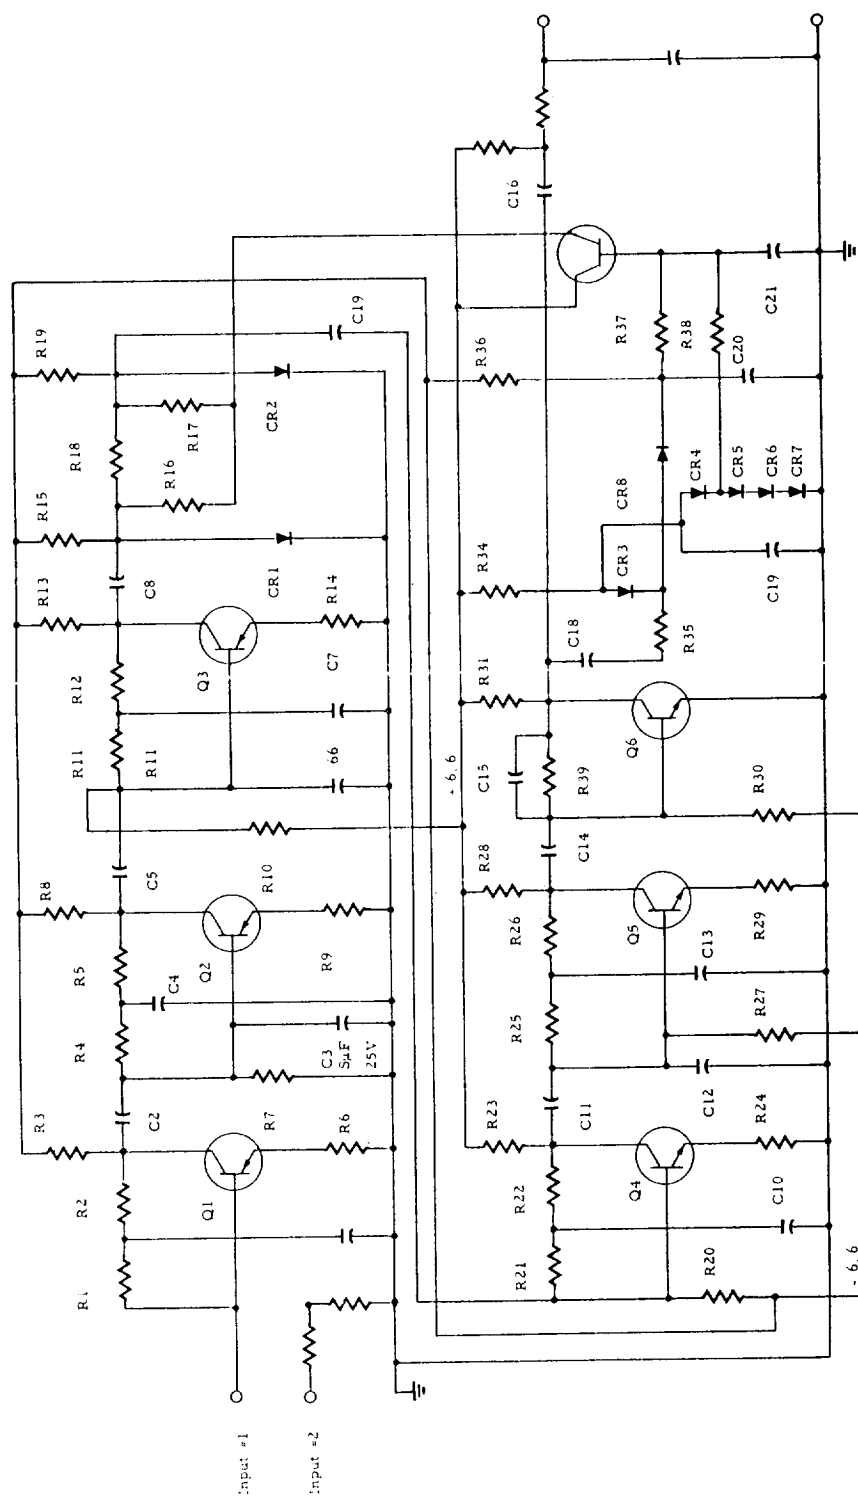 C16
C19
C21
R37
R38
R19
R36
C20
R17
CR2
R18
R16
CR4
CR5
CR6
CR7
R15
CR8
R34
CR3
C19
R13
C8
CR1
R14
C18
R35
R12
Q3
C7
R31
R11
R11
66
- 6.6
C15
Q6
R39
R30
R28
C14
R8
C5
R10
R26
Q5
R29
R5
C4
Q2
R9
C13
R4
R25
R27
C3
5µF
25V
R3
C2
R7
R6
R23
C11
C12
R24
R2
Q1
R22
Q4
C10
R1
R21
R20
- 6.6
Input =1
Input =2